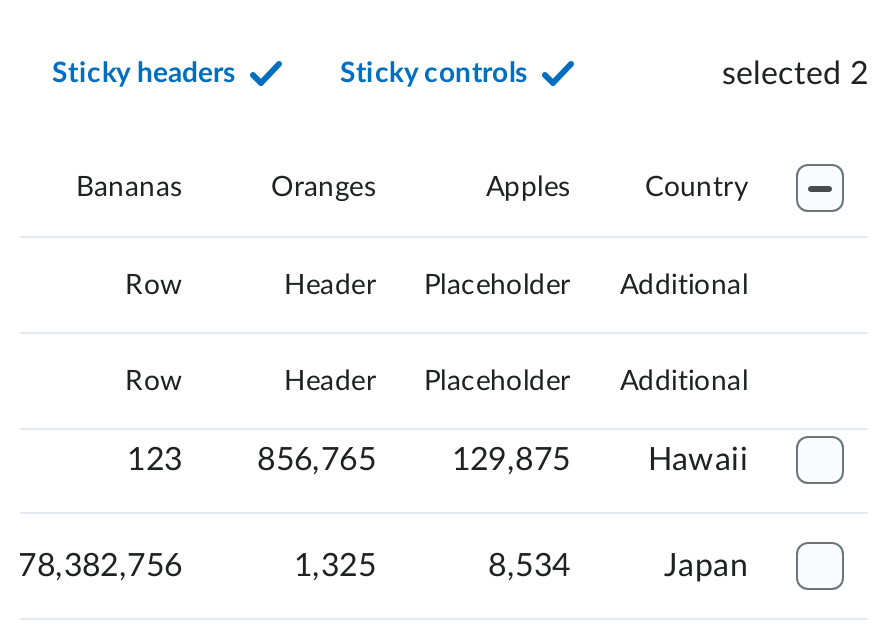 selected 2 Sticky controls Sticky headers
Country Apples Oranges Bananas
Additional Placeholder Header Row
Additional Placeholder Header Row
Hawaii 129,875 856,765 123
Japan 8,534 1,325 78,382,756